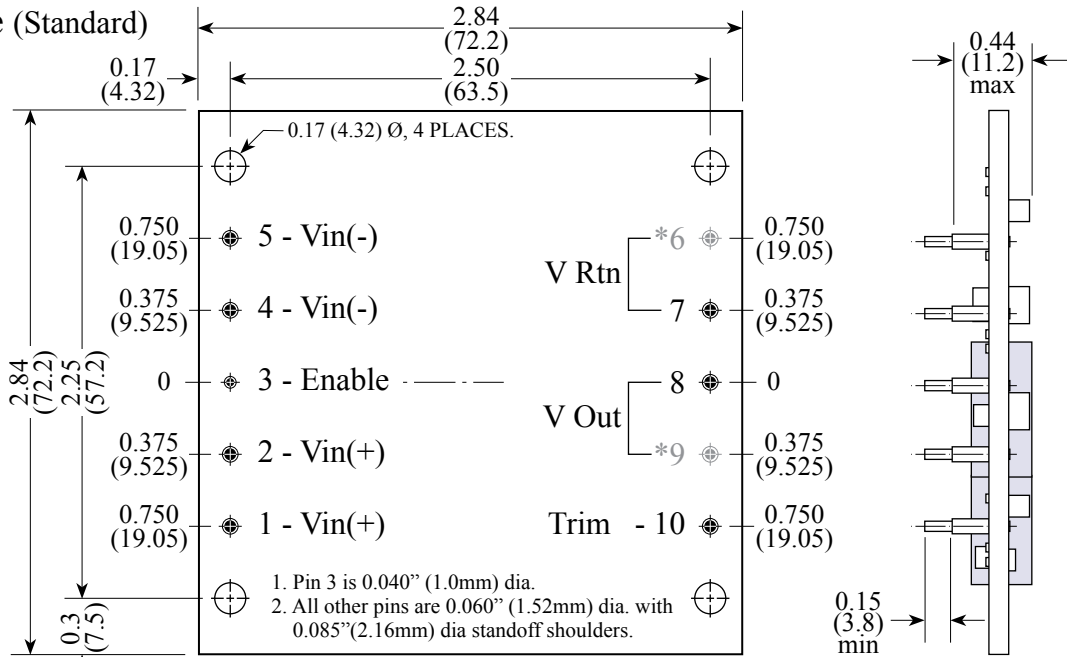 e (Standard)
2.84
(72.2)
0.44
(11.2)
max
0.17
(4.32)
2.50
(63.5)
0.17 (4.32) Ø, 4 PLACES.
0.750
(19.05)
5 - Vin(-)
*6
0.750
(19.05)
V Rtn
0.375
(9.525)
4 - Vin(-)
7
0.375
(9.525)
2.84
(72.2)
2.25
(57.2)
0
3 - Enable
8
0
V Out
0.375
(9.525)
2 - Vin(+)
*9
0.375
(9.525)
0.750
(19.05)
1 - Vin(+)
Trim - 10
0.750
(19.05)
1. Pin 3 is 0.040” (1.0mm) dia.
2. All other pins are 0.060” (1.52mm) dia. with
0.085”(2.16mm) dia standoff shoulders.
0.3
(7.5)
0.15
(3.8)
min